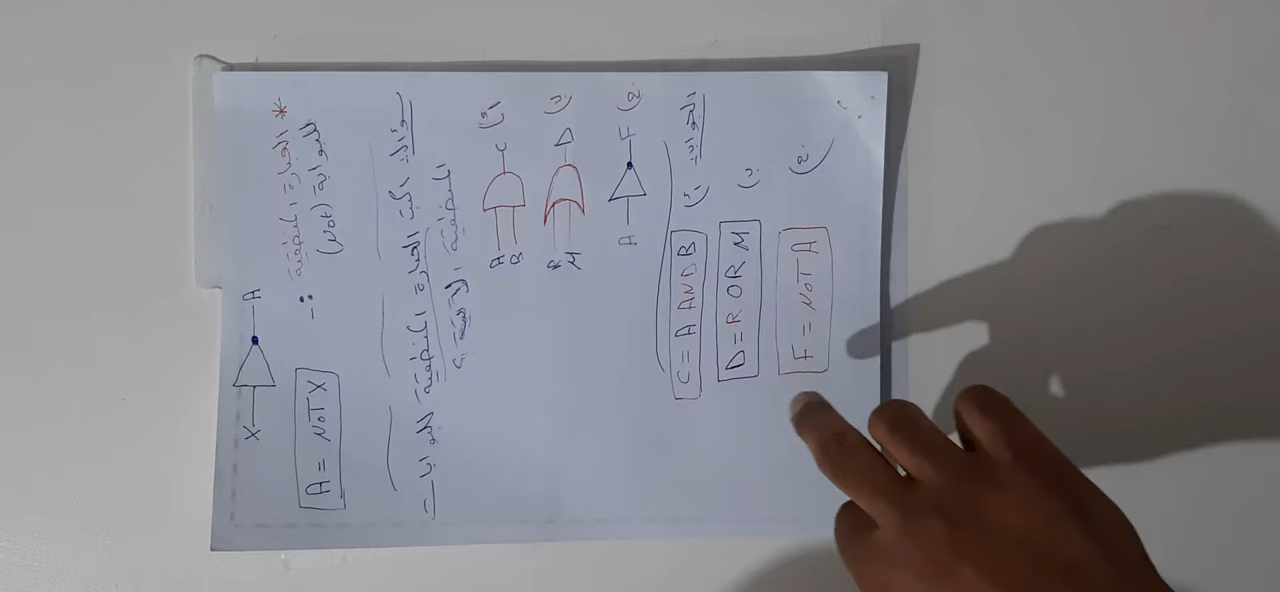 * العبارة المنطقية
للبوابة (NOT) :-
X A
A = NOT X
سؤال: اكتب العبارة المنطقية للبوابات
المنطقية الآتية؟
أ) A B C
ب) R M D
ج) A F
الجواب
أ) C = A AND B
ب) D = R OR M
ج) F = NOT A